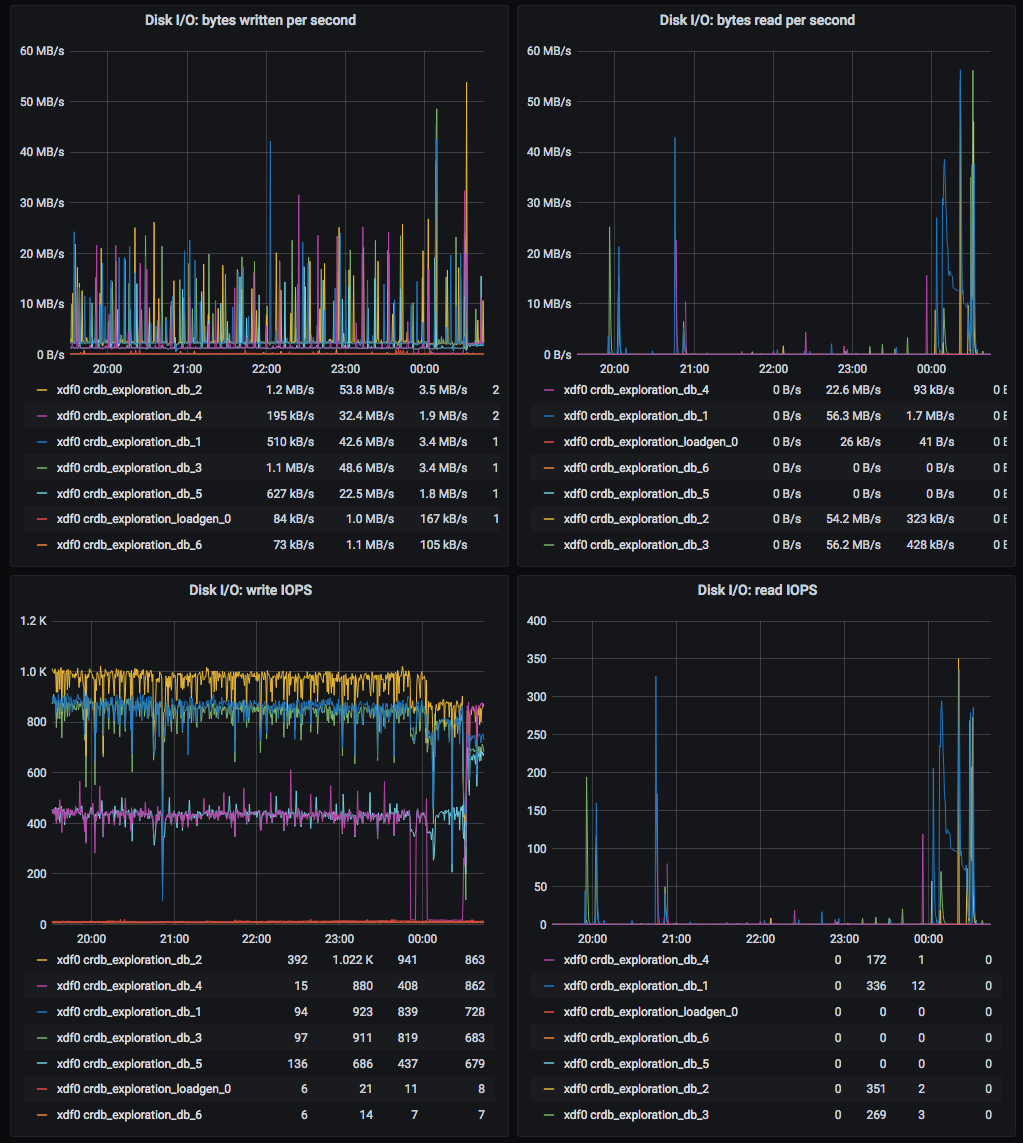 Disk I/O: bytes written per second
60 MB/s
50 MB/s
40 MB/s
30 MB/s
20 MB/s
10 MB/s
0 B/s
20:00 21:00 22:00 23:00 00:00
xdf0 crdb_exploration_db_2 1.2 MB/s 53.8 MB/s 3.5 MB/s 2
xdf0 crdb_exploration_db_4 195 kB/s 32.4 MB/s 1.9 MB/s 2
xdf0 crdb_exploration_db_1 510 kB/s 42.6 MB/s 3.4 MB/s 1
xdf0 crdb_exploration_db_3 1.1 MB/s 48.6 MB/s 3.4 MB/s 1
xdf0 crdb_exploration_db_5 627 kB/s 22.5 MB/s 1.8 MB/s 1
xdf0 crdb_exploration_loadgen_0 84 kB/s 1.0 MB/s 167 kB/s 1
xdf0 crdb_exploration_db_6 73 kB/s 1.1 MB/s 105 kB/s
Disk I/O: bytes read per second
60 MB/s
50 MB/s
40 MB/s
30 MB/s
20 MB/s
10 MB/s
0 B/s
20:00 21:00 22:00 23:00 00:00
xdf0 crdb_exploration_db_4 0 B/s 22.6 MB/s 93 kB/s 0
xdf0 crdb_exploration_db_1 0 B/s 56.3 MB/s 1.7 MB/s 0
xdf0 crdb_exploration_loadgen_0 0 B/s 26 kB/s 41 B/s 0
xdf0 crdb_exploration_db_6 0 B/s 0 B/s 0 B/s 0
xdf0 crdb_exploration_db_5 0 B/s 0 B/s 0 B/s 0
xdf0 crdb_exploration_db_2 0 B/s 54.2 MB/s 323 kB/s 0
xdf0 crdb_exploration_db_3 0 B/s 56.2 MB/s 428 kB/s 0
Disk I/O: write IOPS
1.2 K
1.0 K
800
600
400
200
0
20:00 21:00 22:00 23:00 00:00
xdf0 crdb_exploration_db_2 392 1.022 K 941 863
xdf0 crdb_exploration_db_4 15 880 408 862
xdf0 crdb_exploration_db_1 94 923 839 728
xdf0 crdb_exploration_db_3 97 911 819 683
xdf0 crdb_exploration_db_5 136 686 437 679
xdf0 crdb_exploration_loadgen_0 6 21 11 8
xdf0 crdb_exploration_db_6 6 14 7 7
Disk I/O: read IOPS
400
350
300
250
200
150
100
50
0
20:00 21:00 22:00 23:00 00:00
xdf0 crdb_exploration_db_4 0 172 1 0
xdf0 crdb_exploration_db_1 0 336 12 0
xdf0 crdb_exploration_loadgen_0 0 0 0 0
xdf0 crdb_exploration_db_6 0 0 0 0
xdf0 crdb_exploration_db_5 0 0 0 0
xdf0 crdb_exploration_db_2 0 351 2 0
xdf0 crdb_exploration_db_3 0 269 3 0